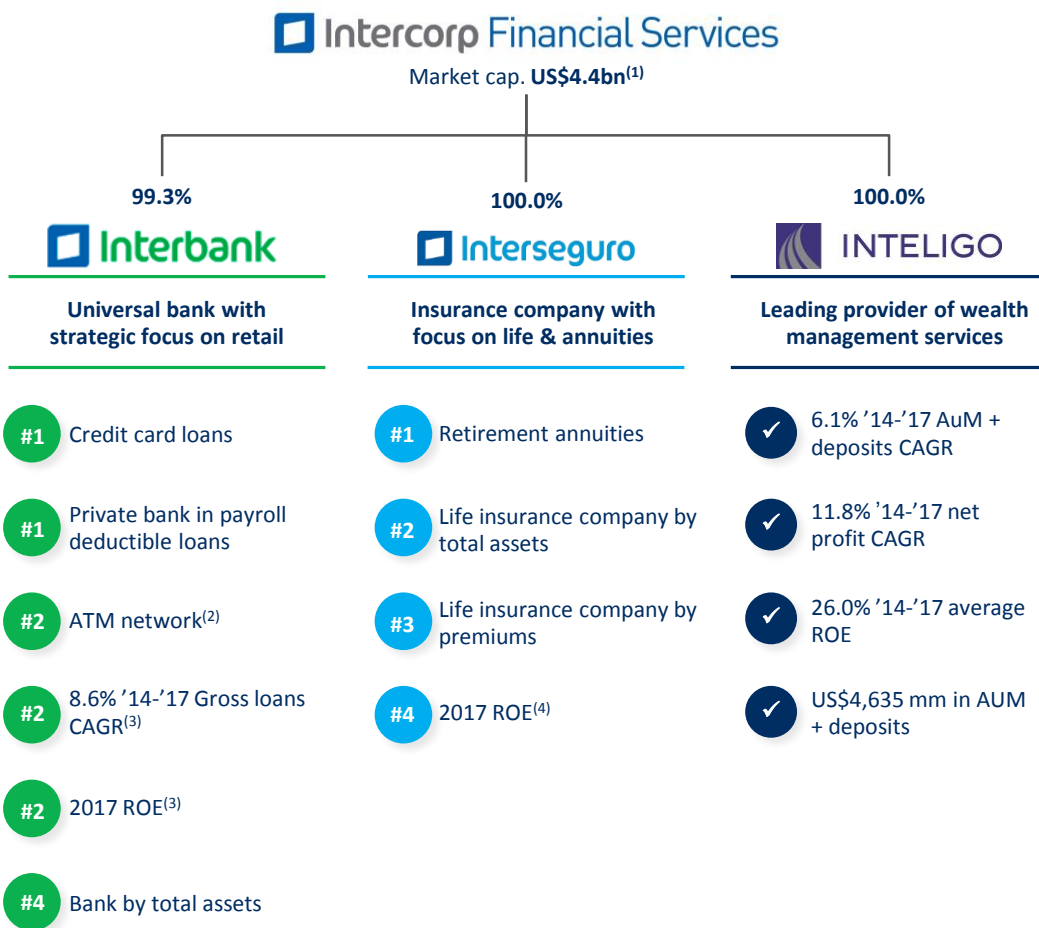 Intercorp Financial Services
Market cap. US$4.4bn(1)
99.3%
Interbank
Universal bank with
strategic focus on retail
#1 Credit card loans
#1 Private bank in payroll
deductible loans
#2 ATM network(2)
#2 8.6% ’14-’17 Gross loans
CAGR(3)
#2 2017 ROE(3)
#4 Bank by total assets
100.0%
Interseguro
Insurance company with
focus on life & annuities
#1 Retirement annuities
#2 Life insurance company by
total assets
#3 Life insurance company by
premiums
#4 2017 ROE(4)
100.0%
INTELIGO
Leading provider of wealth
management services
✓ 6.1% ’14-’17 AuM +
deposits CAGR
✓ 11.8% ’14-’17 net
profit CAGR
✓ 26.0% ’14-’17 average
ROE
✓ US$4,635 mm in AUM
+ deposits